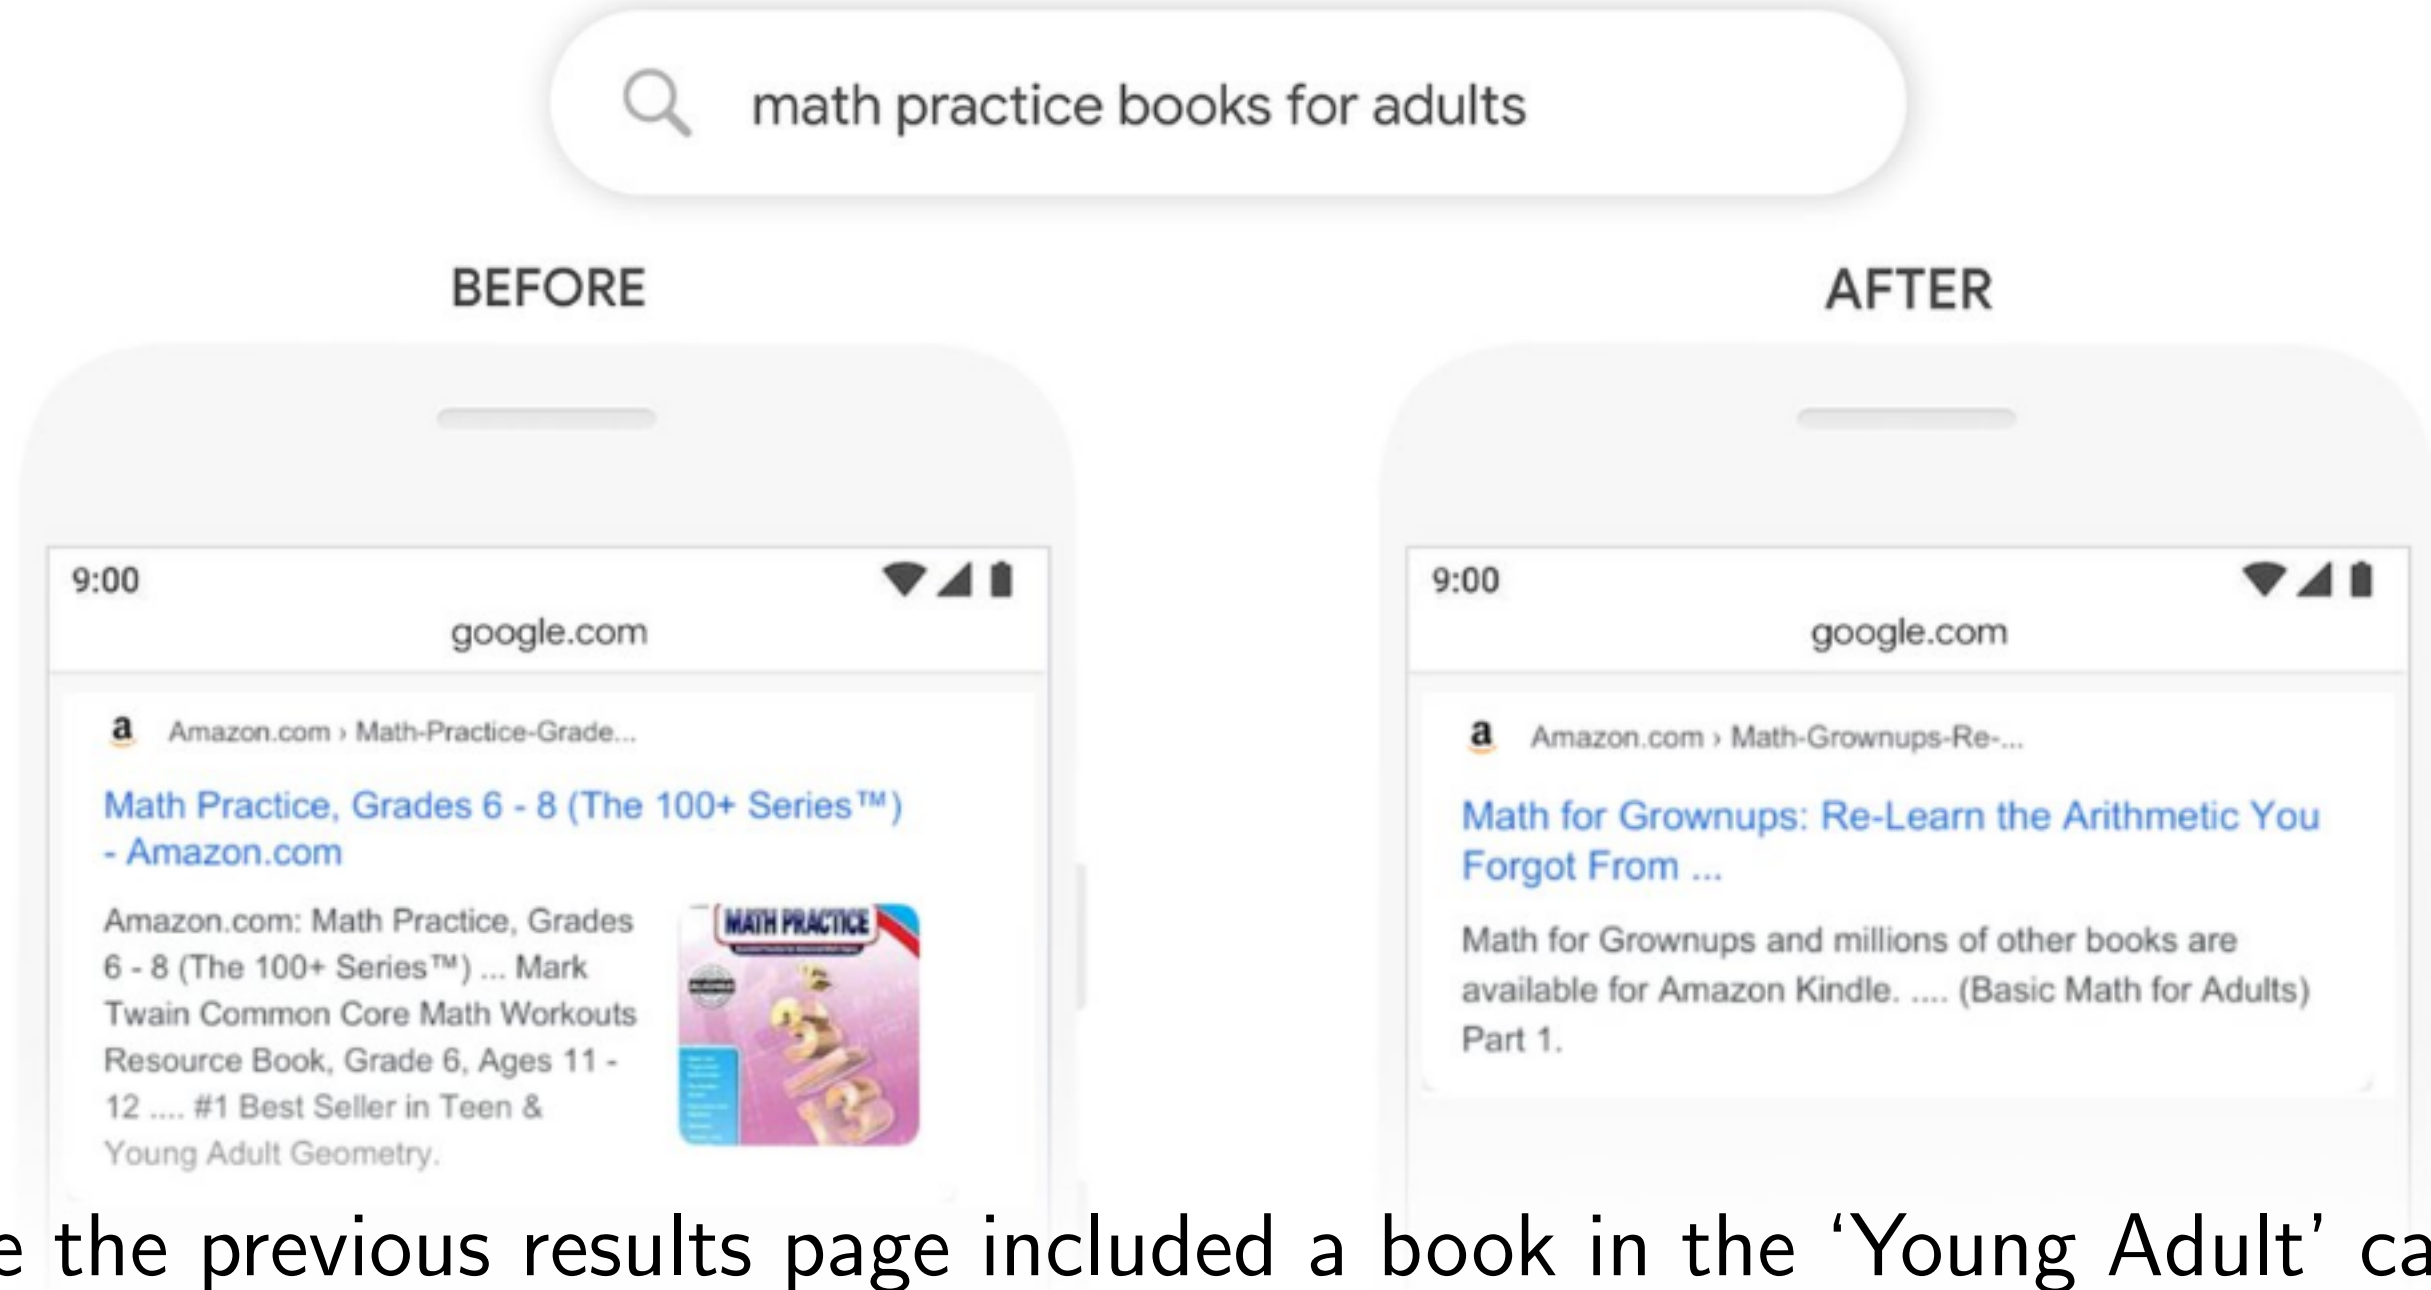 math practice books for adults
BEFORE
9:00
google.com
a Amazon.com › Math-Practice-Grade...
Math Practice, Grades 6 - 8 (The 100+ Series™)
- Amazon.com
Amazon.com: Math Practice, Grades
6 - 8 (The 100+ Series™) ... Mark
Twain Common Core Math Workouts
Resource Book, Grade 6, Ages 11 -
12 .... #1 Best Seller in Teen &
Young Adult Geometry.
MATH PRACTICE
AFTER
9:00
google.com
a Amazon.com › Math-Grownups-Re-...
Math for Grownups: Re-Learn the Arithmetic You
Forgot From ...
Math for Grownups and millions of other books are
available for Amazon Kindle. .... (Basic Math for Adults)
Part 1.
e the previous results page included a book in the ‘Young Adult’ ca